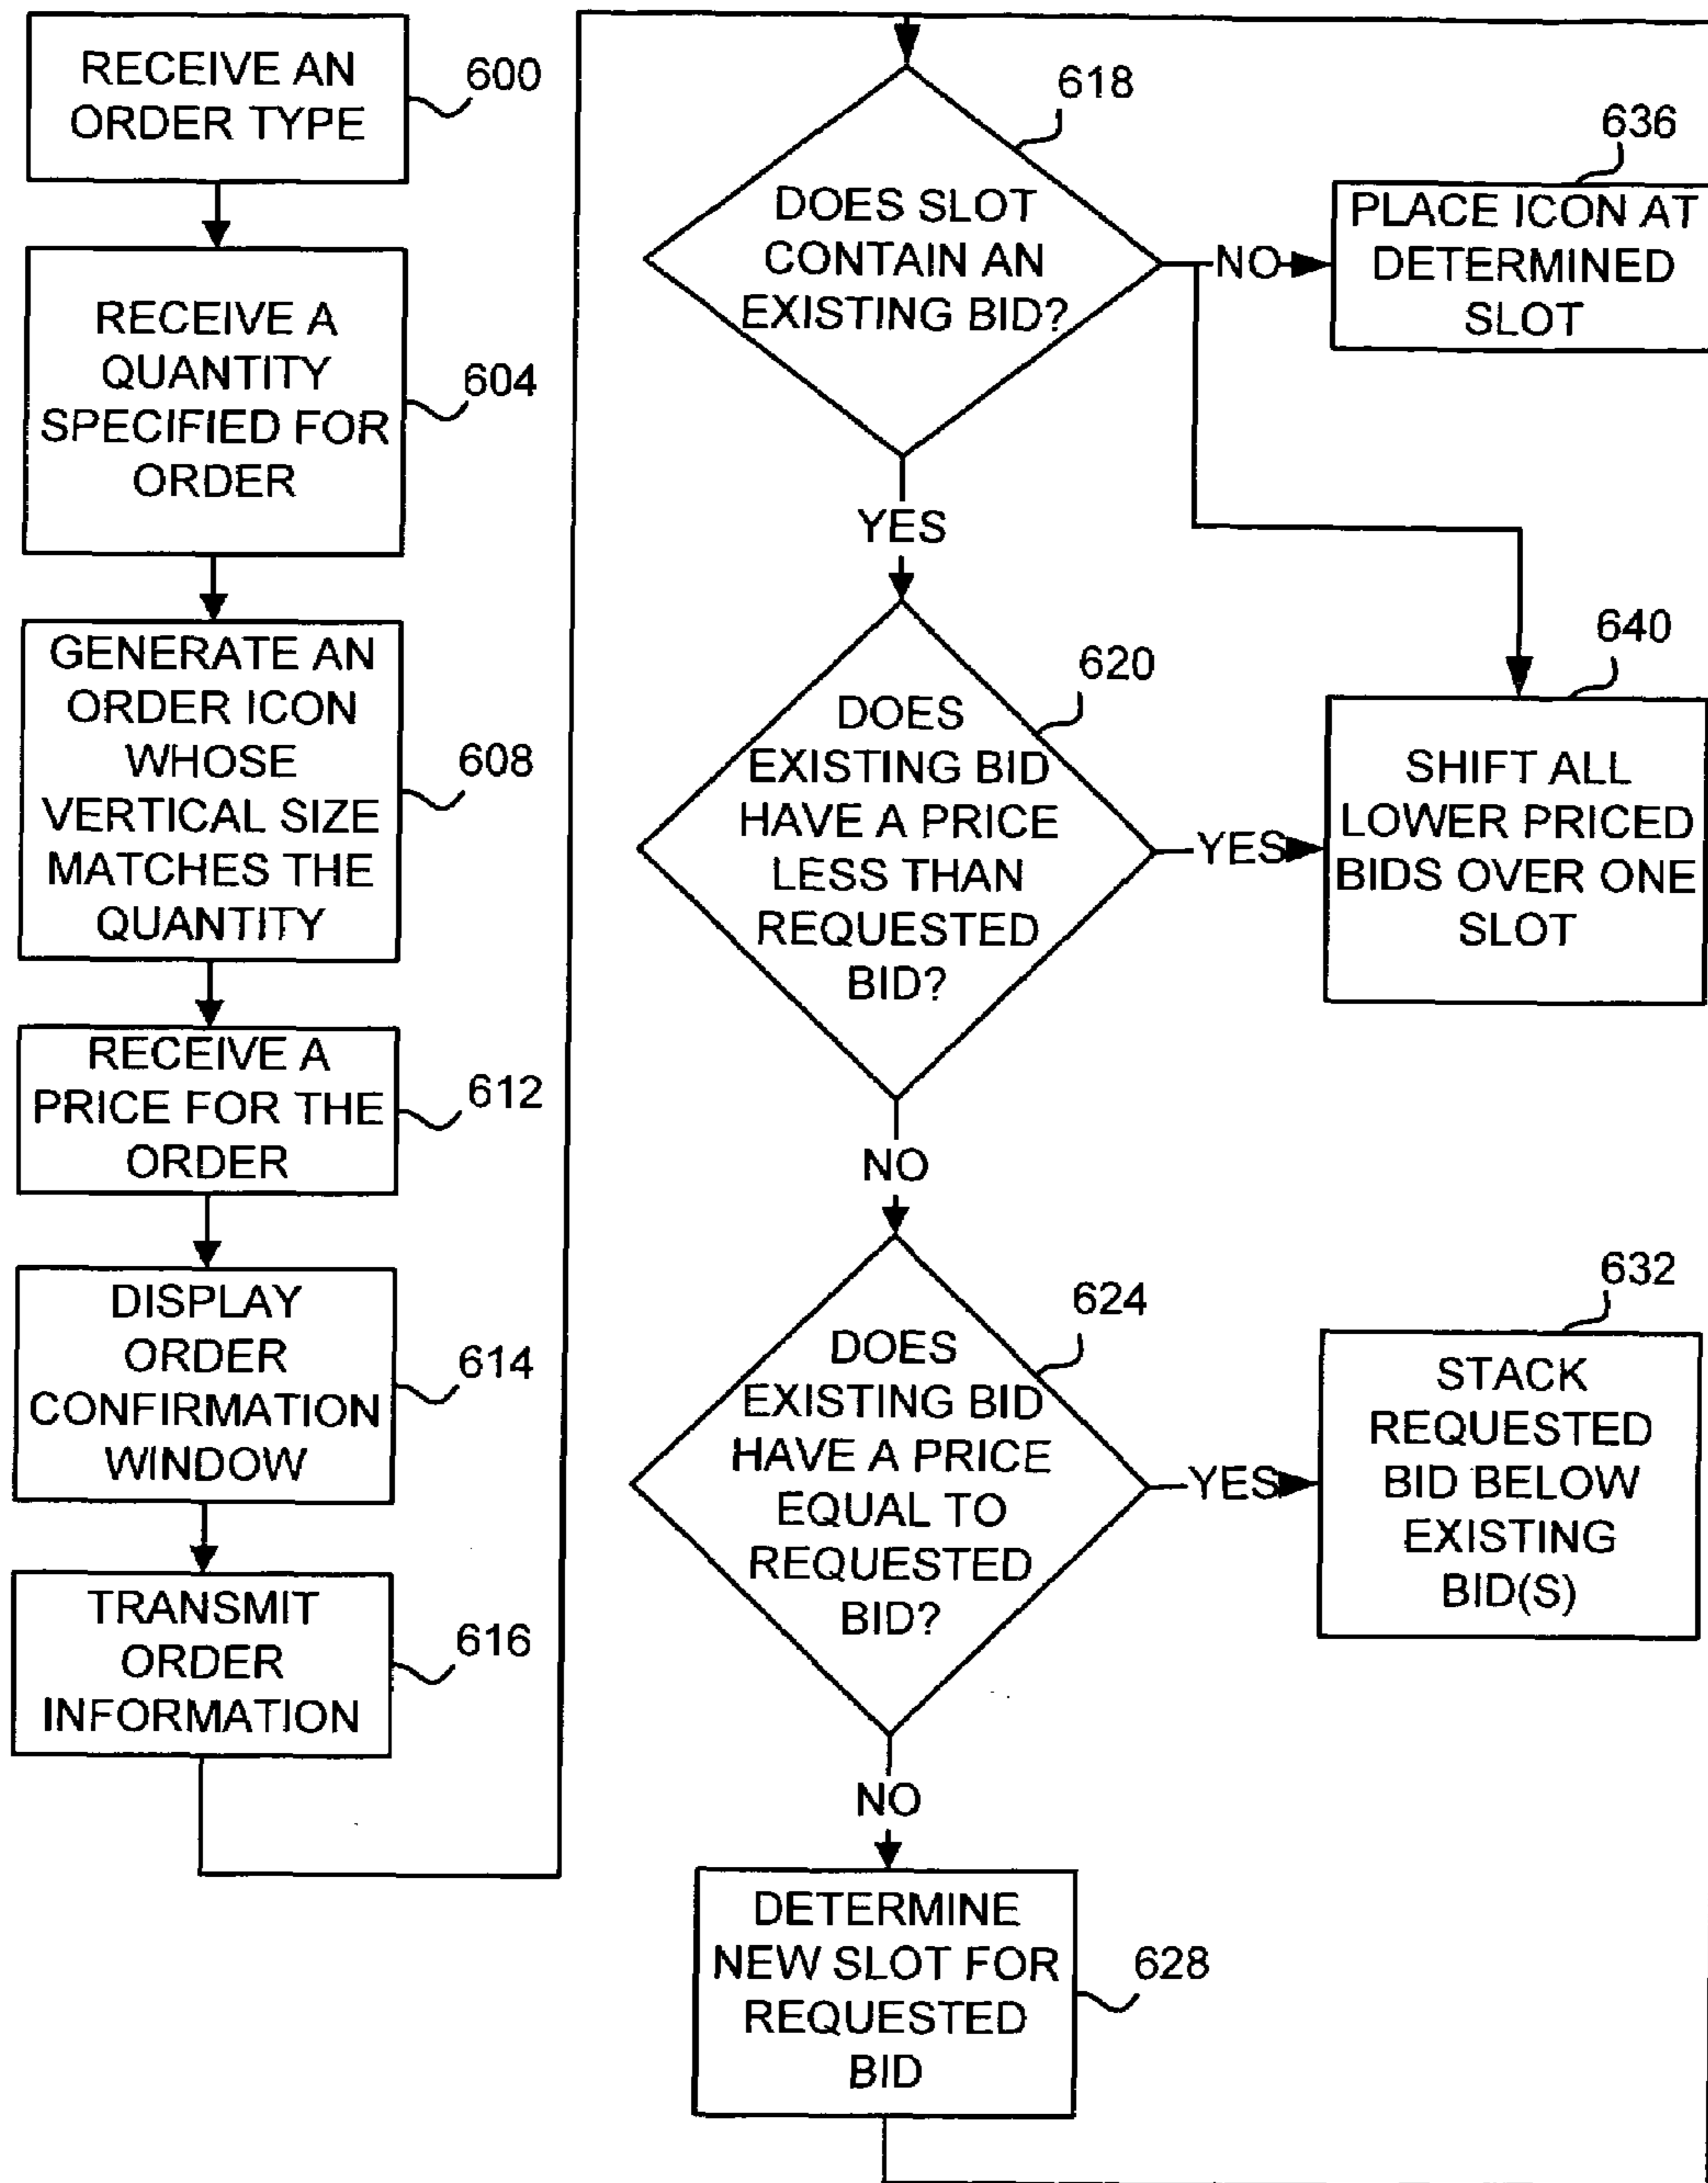 RECEIVE AN
ORDER TYPE
600
RECEIVE A
QUANTITY
SPECIFIED FOR
ORDER
604
GENERATE AN
ORDER ICON
WHOSE
VERTICAL SIZE
MATCHES THE
QUANTITY
608
RECEIVE A
PRICE FOR THE
ORDER
612
DISPLAY
ORDER
CONFIRMATION
WINDOW
614
TRANSMIT
ORDER
INFORMATION
616
618
DOES SLOT
CONTAIN AN
EXISTING BID?
NO
636
PLACE ICON AT
DETERMINED
SLOT
YES
620
DOES
EXISTING BID
HAVE A PRICE
LESS THAN
REQUESTED
BID?
YES
640
SHIFT ALL
LOWER PRICED
BIDS OVER ONE
SLOT
NO
624
DOES
EXISTING BID
HAVE A PRICE
EQUAL TO
REQUESTED
BID?
YES
632
STACK
REQUESTED
BID BELOW
EXISTING
BID(S)
NO
DETERMINE
NEW SLOT FOR
REQUESTED
BID
628